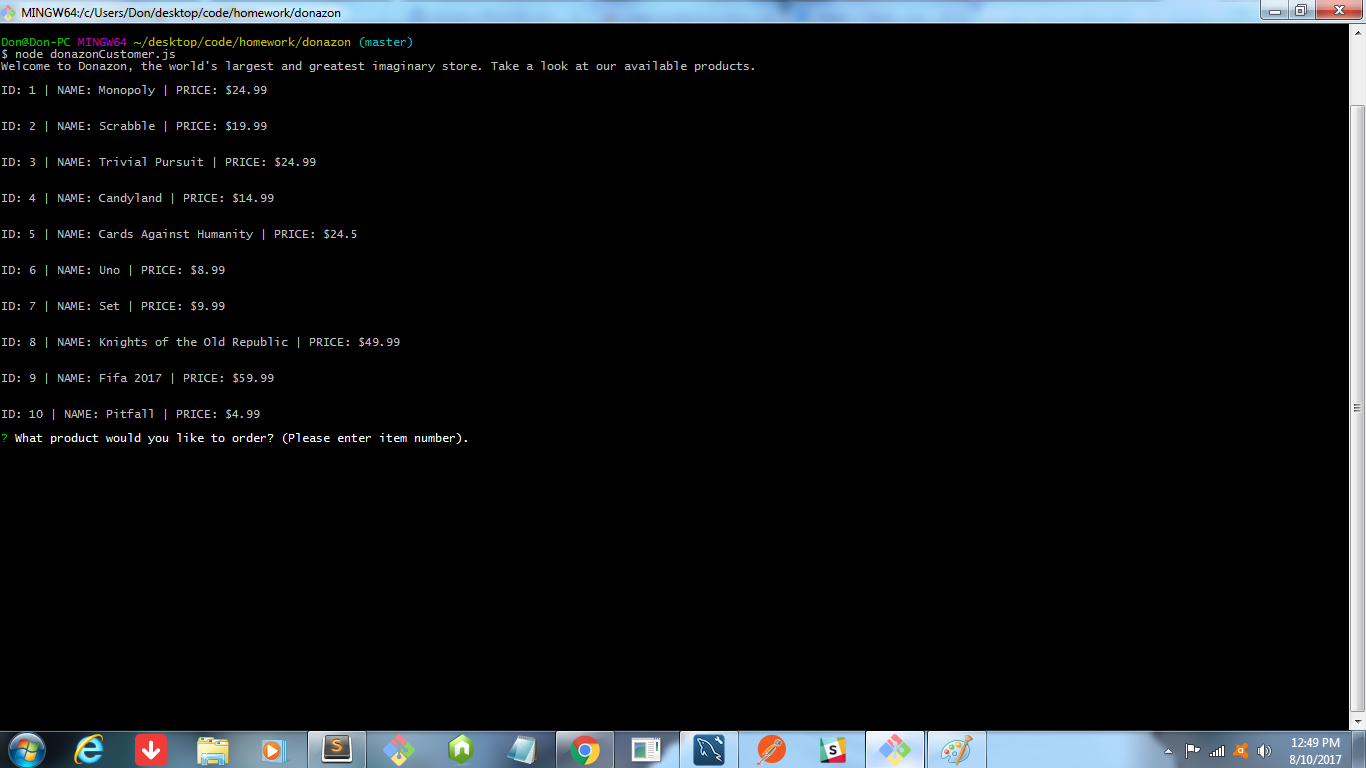 MINGW64:/c/Users/Don/desktop/code/homework/donazon
Don@Don-PC MINGW64 ~/desktop/code/homework/donazon (master)
$ node donazonCustomer.js
Welcome to Donazon, the world's largest and greatest imaginary store. Take a look at our available products.
ID: 1 | NAME: Monopoly | PRICE: $24.99
ID: 2 | NAME: Scrabble | PRICE: $19.99
ID: 3 | NAME: Trivial Pursuit | PRICE: $24.99
ID: 4 | NAME: Candyland | PRICE: $14.99
ID: 5 | NAME: Cards Against Humanity | PRICE: $24.5
ID: 6 | NAME: Uno | PRICE: $8.99
ID: 7 | NAME: Set | PRICE: $9.99
ID: 8 | NAME: Knights of the Old Republic | PRICE: $49.99
ID: 9 | NAME: Fifa 2017 | PRICE: $59.99
ID: 10 | NAME: Pitfall | PRICE: $4.99
? What product would you like to order? (Please enter item number).
12:49 PM
8/10/2017